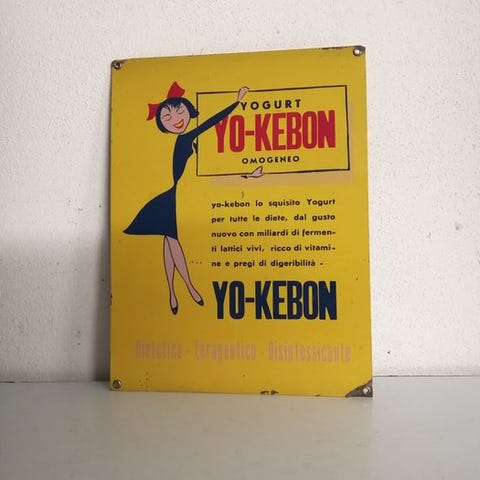 YOGURT
YO-KEBON
OMOGENEO
yo-kebon lo squisito Yogurt
per tutte le diete, dal gusto
nuovo con miliardi di fermen-
ti lattici vivi, ricco di vitami-
ne e pregi di digeribilità -
YO-KEBON
Dietetico - Terapeutico - Disintossicante